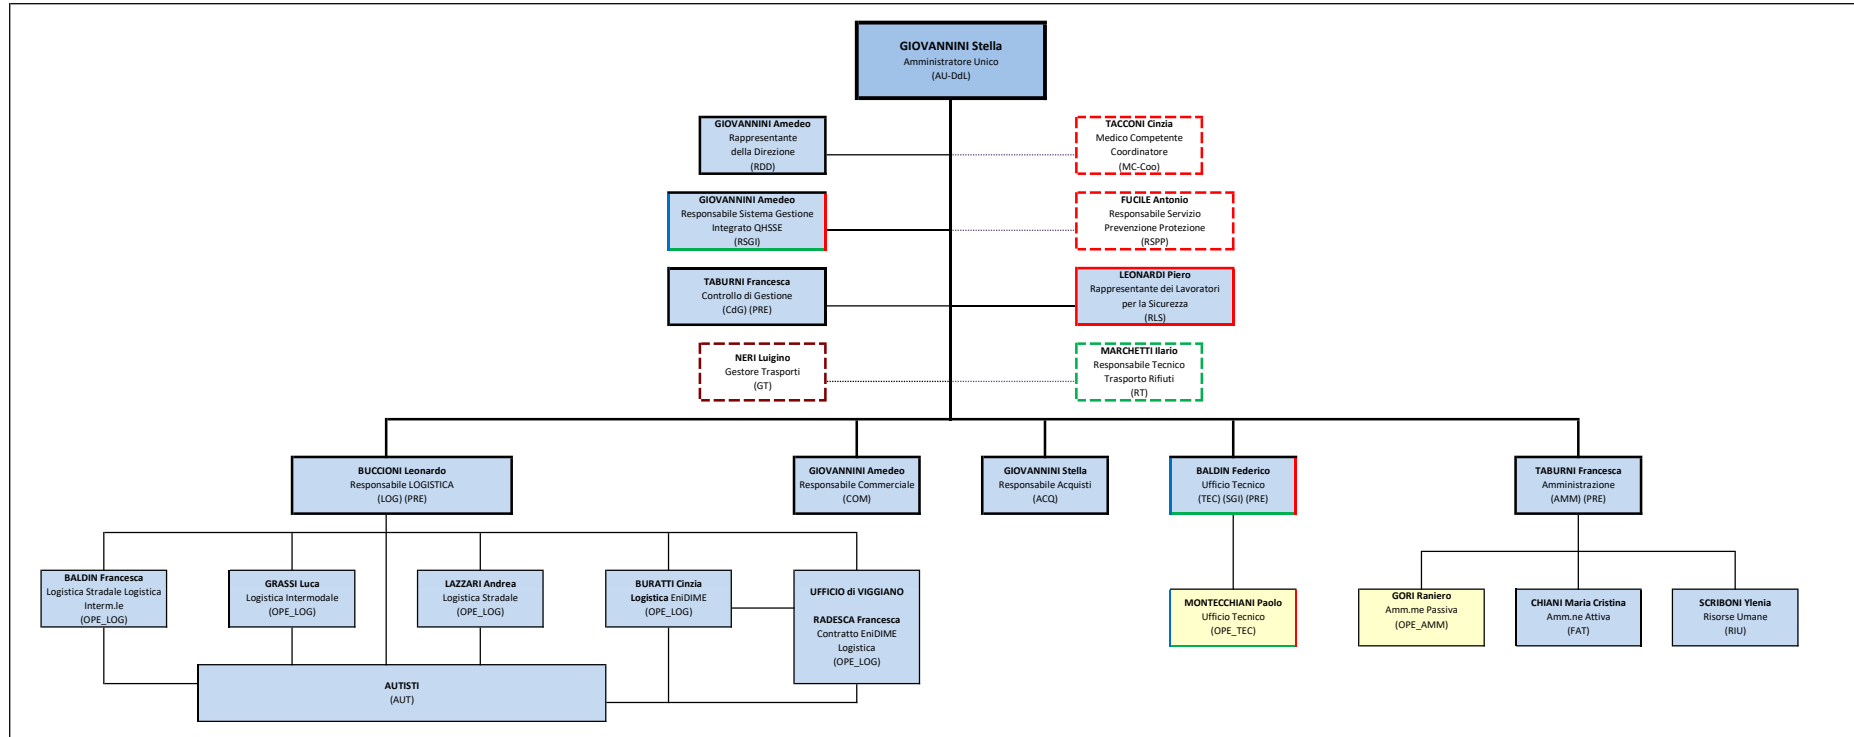 GIOVANNINI Stella
Amministratore Unico
(AU-DdL)
GIOVANNINI Amedeo
Rappresentante
della Direzione
(RDD)
TACCONI Cinzia
Medico Competente
Coordinatore
(MC-Coo)
GIOVANNINI Amedeo
Responsabile Sistema Gestione
Integrato QHSSE
(RSGI)
FUCILE Antonio
Responsabile Servizio
Prevenzione Protezione
(RSPP)
TABURNI Francesca
Controllo di Gestione
(CdG) (PRE)
LEONARDI Piero
Rappresentante dei Lavoratori
per la Sicurezza
(RLS)
NERI Luigino
Gestore Trasporti
(GT)
MARCHETTI Ilario
Responsabile Tecnico
Trasporto Rifiuti
(RT)
BUCCIONI Leonardo
Responsabile LOGISTICA
(LOG) (PRE)
GIOVANNINI Amedeo
Responsabile Commerciale
(COM)
GIOVANNINI Stella
Responsabile Acquisti
(ACQ)
BALDIN Federico
Ufficio Tecnico
(TEC) (SGI) (PRE)
TABURNI Francesca
Amministrazione
(AMM) (PRE)
BALDIN Francesca
Logistica Stradale Logistica
Interm.le
(OPE_LOG)
GRASSI Luca
Logistica Intermodale
(OPE_LOG)
LAZZARI Andrea
Logistica Stradale
(OPE_LOG)
BURATTI Cinzia
Logistica EniDIME
(OPE_LOG)
UFFICIO di VIGGIANO
RADESCA Francesca
Contratto EniDIME
Logistica
(OPE_LOG)
MONTECCHIANI Paolo
Ufficio Tecnico
(OPE_TEC)
GORI Raniero
Amm.me Passiva
(OPE_AMM)
CHIANI Maria Cristina
Amm.ne Attiva
(FAT)
SCRIBONI Ylenia
Risorse Umane
(RIU)
AUTISTI
(AUT)